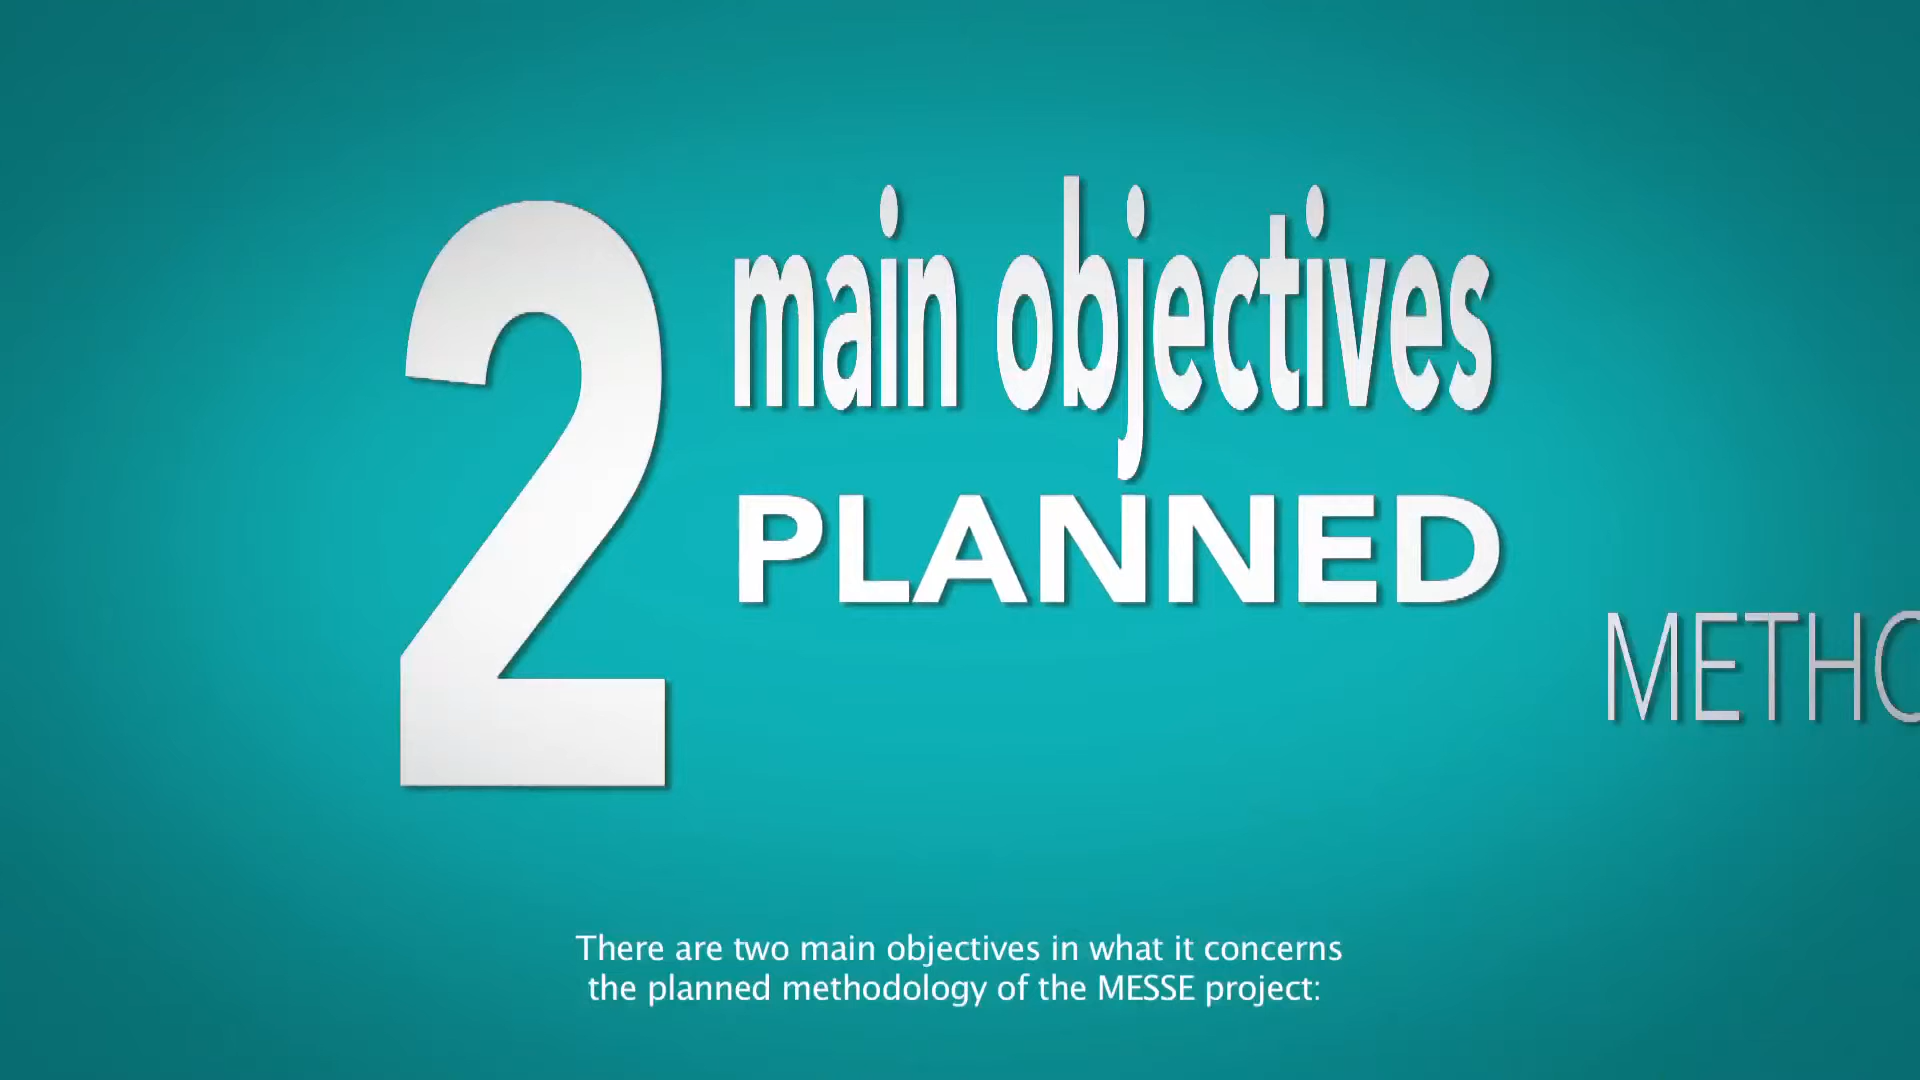 2
main objectives
PLANNED
METHO
There are two main objectives in what it concerns
the planned methodology of the MESSE project: